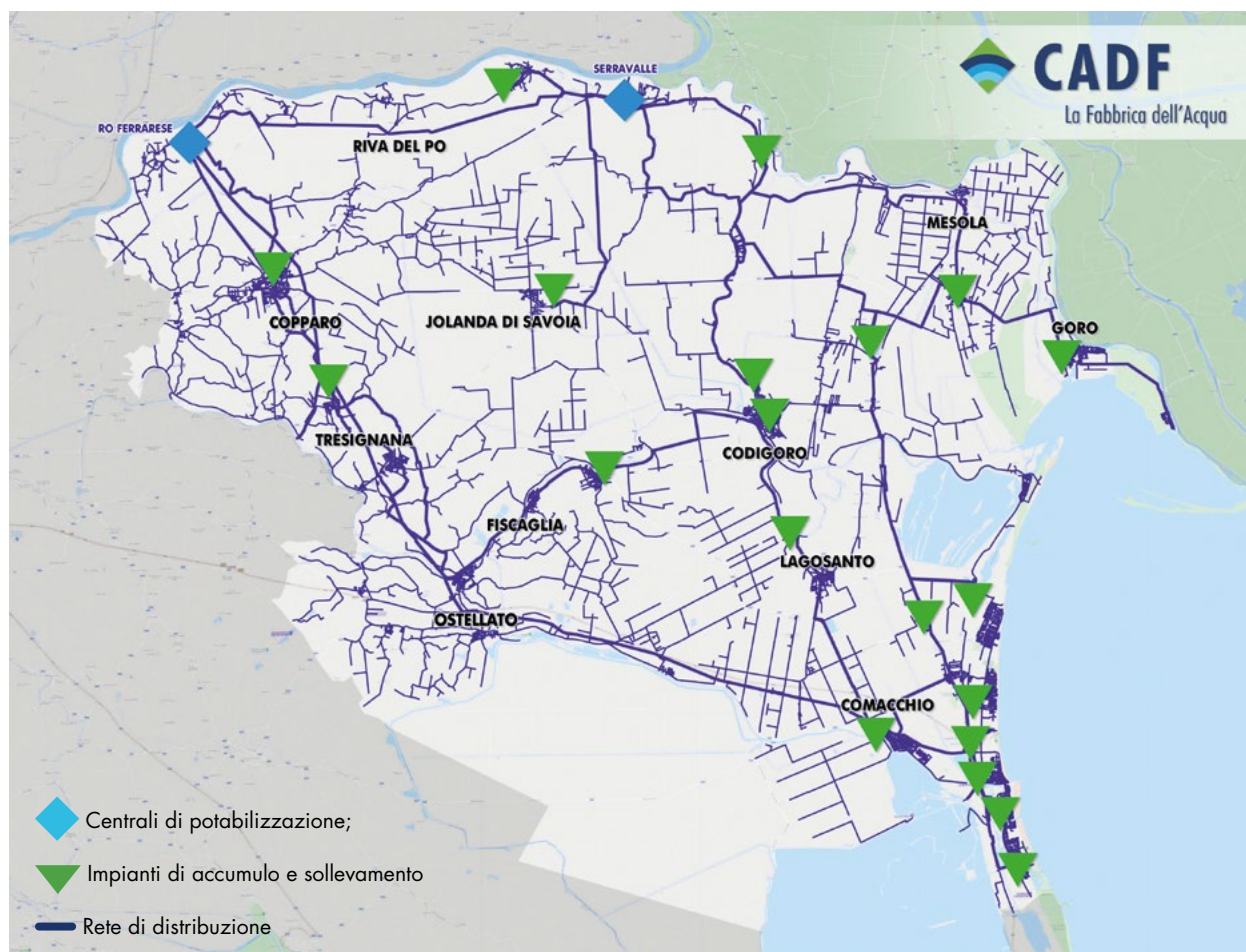 CADF
La Fabbrica dell'Acqua
SERRAVALLE
RO FERRARESE
RIVA DEL PO
MESOLA
COPPARO
JOLANDA DI SAVOIA
GORO
TRESIGNANA
CODIGORO
FISCAGLIA
LAGOSANTO
OSTELLATO
COMACCHIO
Centrali di potabilizzazione;
Impianti di accumulo e sollevamento
Rete di distribuzione